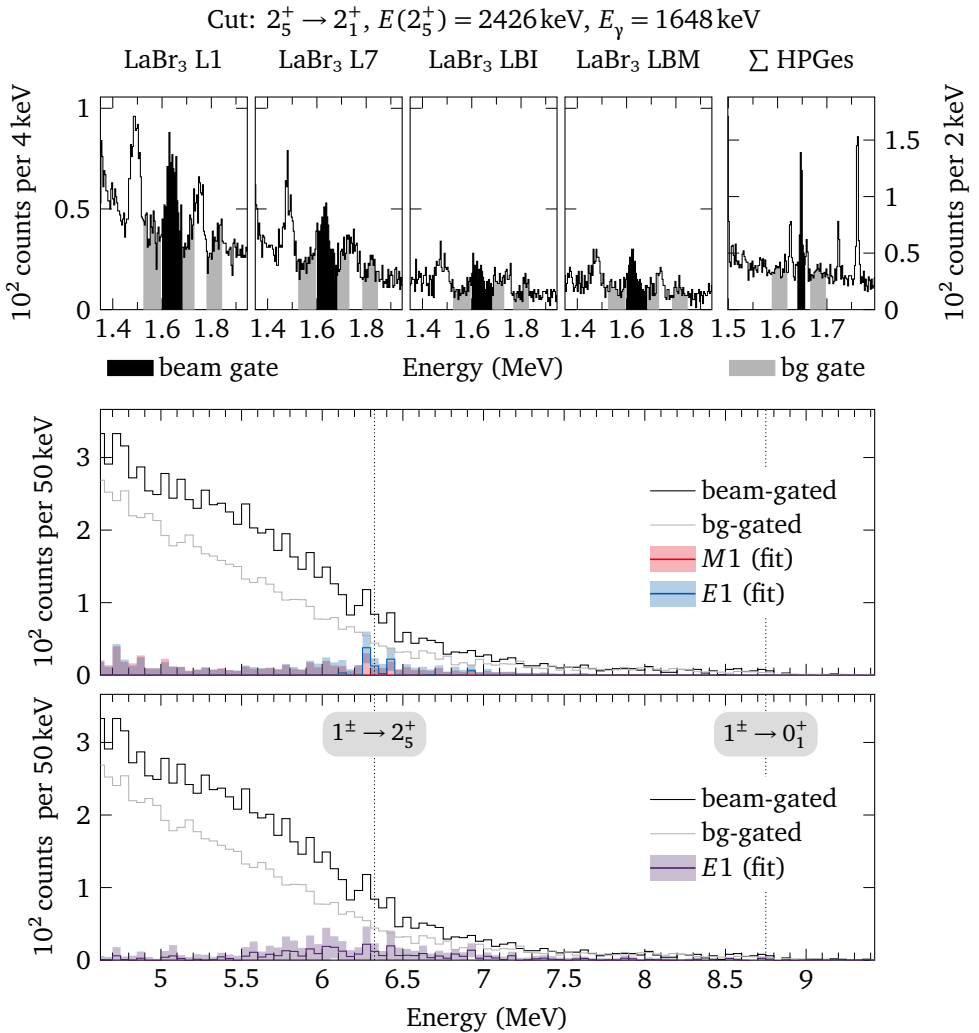 Cut: 2₅⁺ → 2₁⁺, E(2₅⁺) = 2426 keV, Eᵧ = 1648 keV
LaBr₃ L1 LaBr₃ L7 LaBr₃ LBI LaBr₃ LBM ∑ HPGes
10² counts per 4 keV
1
0.5
0
1.5
1
0.5
0
10² counts per 2 keV
1.4 1.6 1.8 1.4 1.6 1.8 1.4 1.6 1.8 1.4 1.6 1.8 1.5 1.7
beam gate Energy (MeV) bg gate
10² counts per 50 keV
3
2
1
0
beam-gated
bg-gated
M1 (fit)
E1 (fit)
10² counts per 50 keV
3
2
1
0
1± → 2₅⁺ 1± → 0₁⁺
beam-gated
bg-gated
E1 (fit)
5 5.5 6 6.5 7 7.5 8 8.5 9
Energy (MeV)